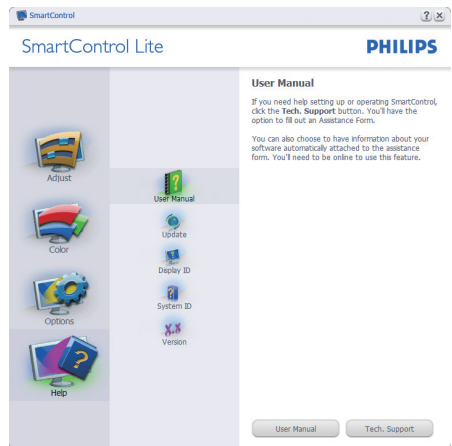 SmartControl
? ×
SmartControl Lite
PHILIPS
Adjust
Color
Options
Help
User Manual
Update
Display ID
System ID
X.X
Version
User Manual
If you need help setting up or operating SmartControl,
click the Tech. Support button. You'll have the
option to fill out an Assistance Form.
You can also choose to have information about your
software automatically attached to the assistance
form. You'll need to be online to use this feature.
User Manual
Tech. Support